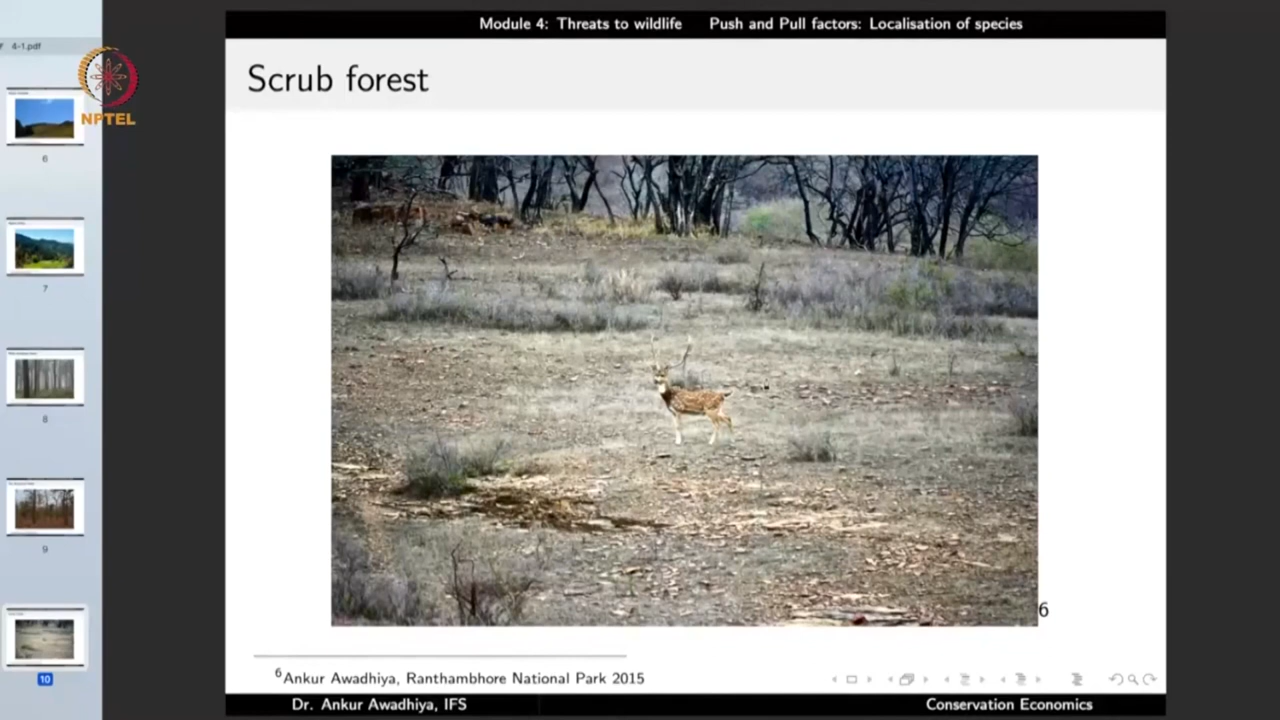 Module 4: Threats to wildlife Push and Pull factors: Localisation of species
4-1.pdf
NPTEL
Scrub forest
6
7
8
9
10
6
6Ankur Awadhiya, Ranthambhore National Park 2015
Dr. Ankur Awadhiya, IFS Conservation Economics